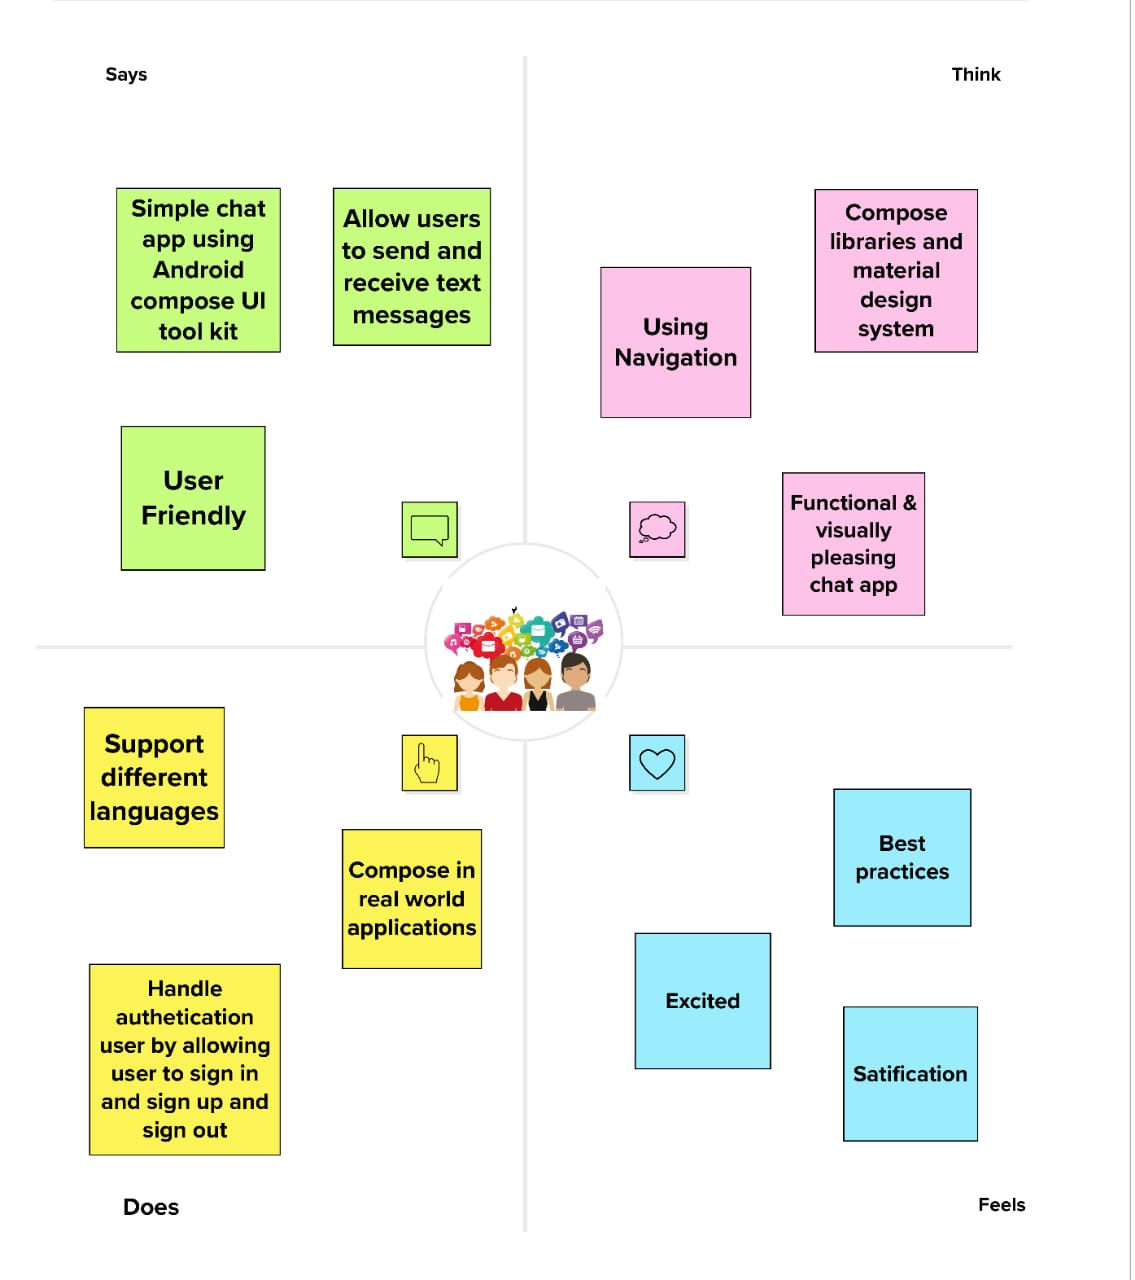 Says
Think
Simple chat
app using
Android
compose UI
tool kit
Allow users
to send and
receive text
messages
User
Friendly
Using
Navigation
Compose
libraries and
material
design
system
Functional &
visually
pleasing
chat app
Support
different
languages
Compose in
real world
applications
Handle
authetication
user by allowing
user to sign in
and sign up and
sign out
Best
practices
Excited
Satification
Does
Feels